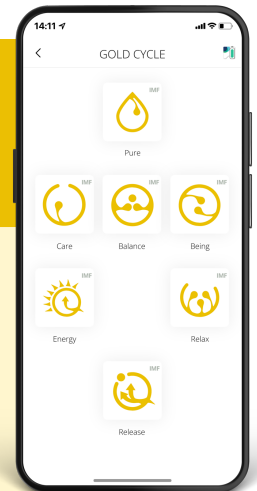 14:11
GOLD CYCLE
IMF
Pure
IMF
IMF
IMF
Care
Balance
Being
IMF
IMF
Energy
Relax
IMF
Release